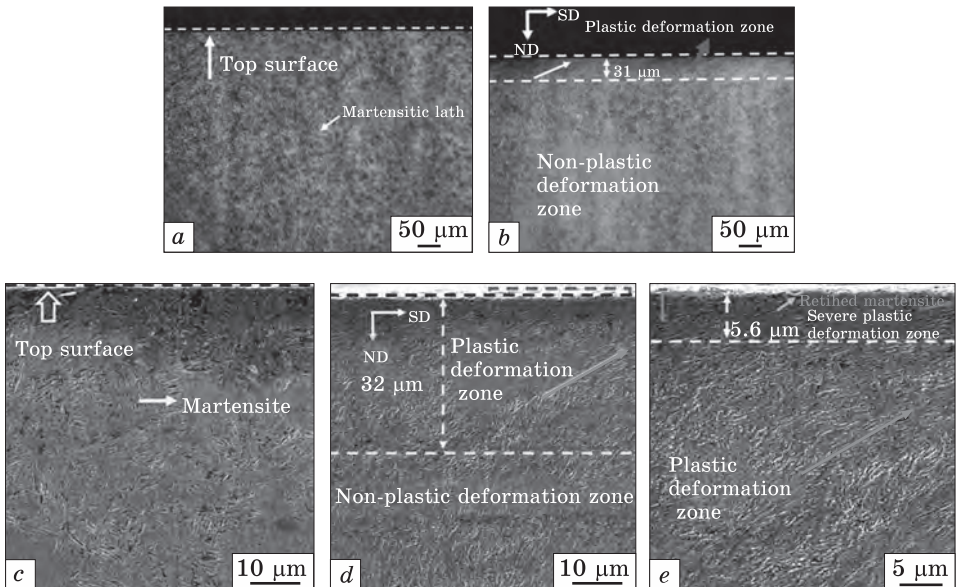 Top surface
Martensitic lath
50 μm
a
SD
ND
Plastic deformation zone
31 μm
Non-plastic
deformation
zone
50 μm
b
Top surface
Martensite
10 μm
c
SD
ND
32 μm
Plastic
deformation
zone
Non-plastic deformation zone
10 μm
d
Retihed martensite
Severe plastic
deformation zone
5.6 μm
Plastic
deformation
zone
5 μm
e